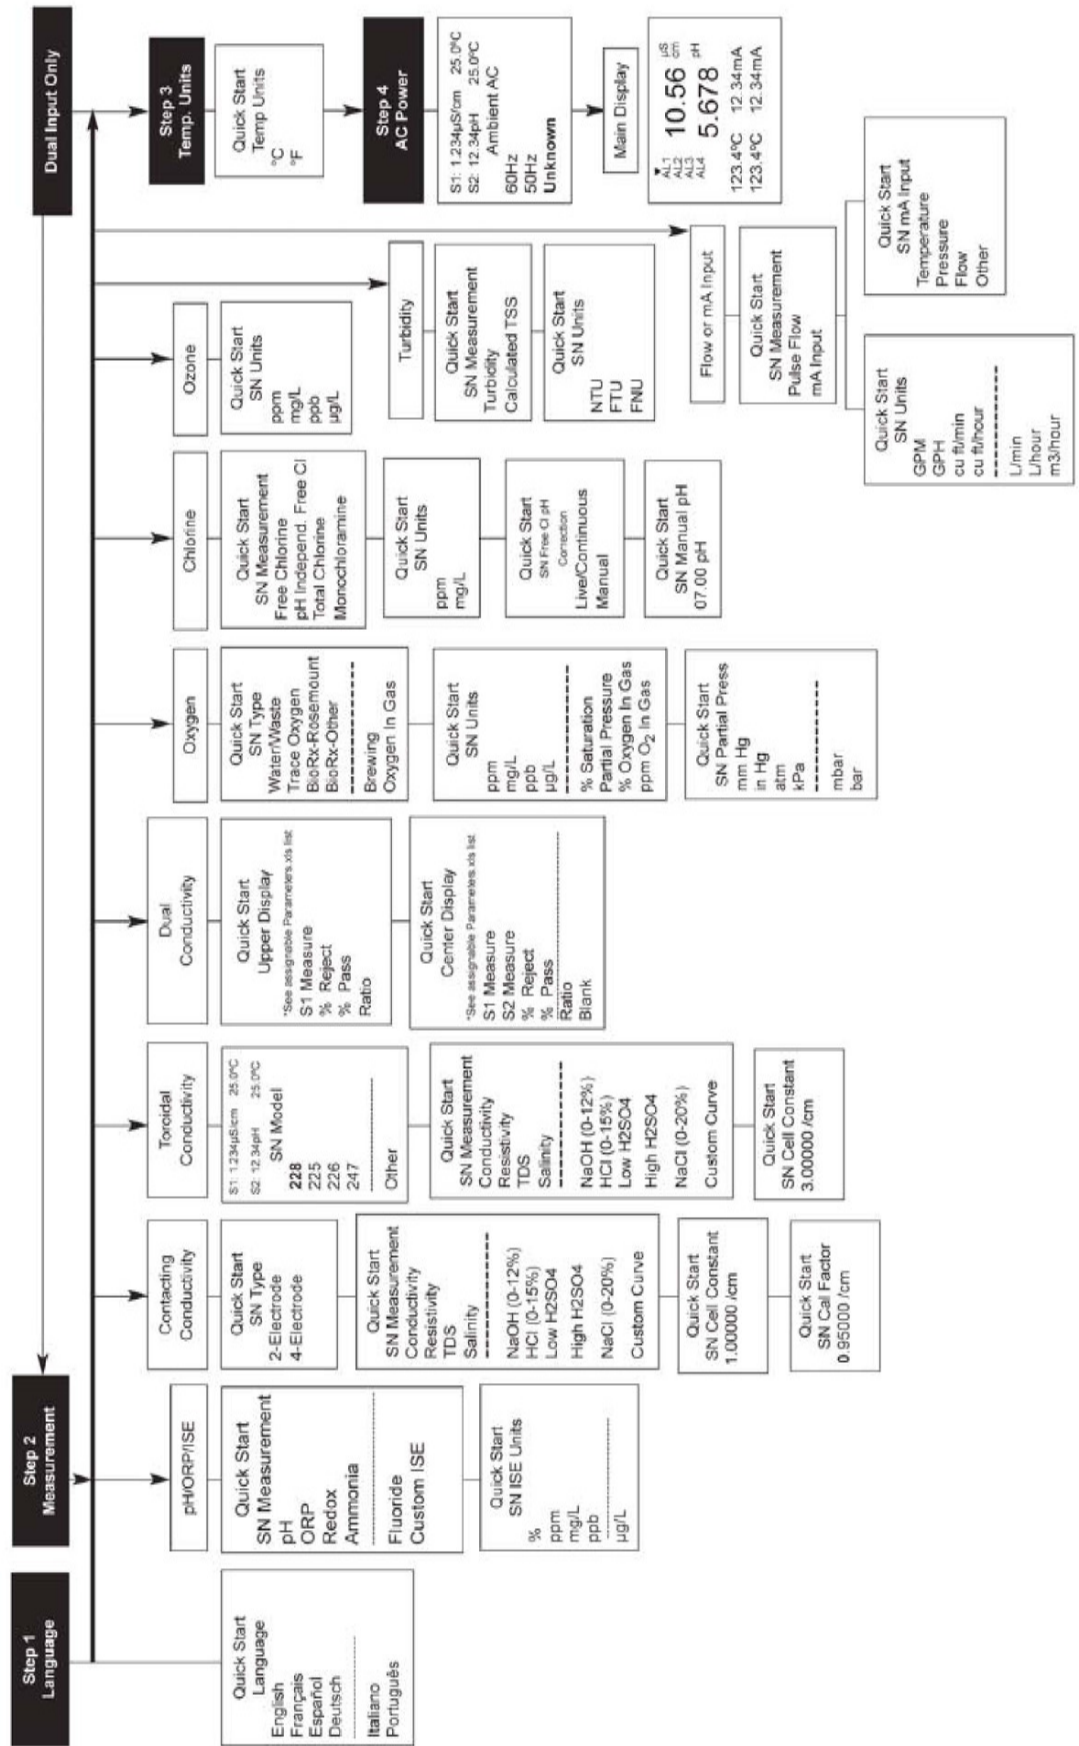 Step 1
Language
Quick Start
Language
English
Français
Español
Deutsch
Italiano
Português
Step 2
Measurement
pH/ORP/ISE
Quick Start
SN Measurement
pH
ORP
Redox
Ammonia
Fluoride
Custom ISE
Quick Start
SN ISE Units
%
ppm
mg/L
ppb
µg/L
Contacting
Conductivity
Quick Start
SN Type
2-Electrode
4-Electrode
Quick Start
SN Measurement
Conductivity
Resistivity
TDS
Salinity
NaOH (0-12%)
HCl (0-15%)
Low H2SO4
High H2SO4
NaCl (0-20%)
Custom Curve
Quick Start
SN Cell Constant
1.00000 /cm
Quick Start
SN Cal Factor
0.95000 /cm
Toroidal
Conductivity
S1: 1.234µS/cm 25.0ºC
S2: 12.34pH 25.0ºC
SN Model
228
225
226
247
Other
Quick Start
SN Measurement
Conductivity
Resistivity
TDS
Salinity
NaOH (0-12%)
HCl (0-15%)
Low H2SO4
High H2SO4
NaCl (0-20%)
Custom Curve
Quick Start
SN Cell Constant
3.00000 /cm
Dual
Conductivity
Quick Start
Upper Display
*See assignable Parameters.xls list
S1 Measure
% Reject
% Pass
Ratio
Quick Start
Center Display
*See assignable Parameters.xls list
S1 Measure
S2 Measure
% Reject
% Pass
Ratio
Blank
Oxygen
Quick Start
SN Type
Water/Waste
Trace Oxygen
BioRx-Rosemount
BioRx-Other
Brewing
Oxygen In Gas
Quick Start
SN Units
ppm
mg/L
ppb
µg/L
% Saturation
Partial Pressure
% Oxygen In Gas
ppm O2 In Gas
Quick Start
SN Partial Press
mm Hg
in Hg
atm
kPa
mbar
bar
Chlorine
Quick Start
SN Measurement
Free Chlorine
pH Independ. Free Cl
Total Chlorine
Monochloramine
Quick Start
SN Units
ppm
mg/L
Quick Start
SN Free Cl pH
Correction
Live/Continuous
Manual
Quick Start
SN Manual pH
07.00 pH
Ozone
Quick Start
SN Units
ppm
mg/L
ppb
µg/L
Turbidity
Quick Start
SN Measurement
Turbidity
Calculated TSS
Quick Start
SN Units
NTU
FTU
FNU
Flow or mA Input
Quick Start
SN Measurement
Pulse Flow
mA Input
Quick Start
SN Units
GPM
GPH
cu ft/min
cu ft/hour
L/min
L/hour
m3/hour
Quick Start
SN mA Input
Temperature
Pressure
Flow
Other
Dual Input Only
Step 3
Temp. Units
Quick Start
Temp Units
°C
°F
Step 4
AC Power
S1: 1.234µS/cm 25.0ºC
S2: 12.34pH 25.0ºC
Ambient AC
60Hz
50Hz
Unknown
Main Display
AL1
AL2
AL3
AL4
10.56 µS cm
5.678 pH
123.4ºC 12.34mA
123.4ºC 12.34mA